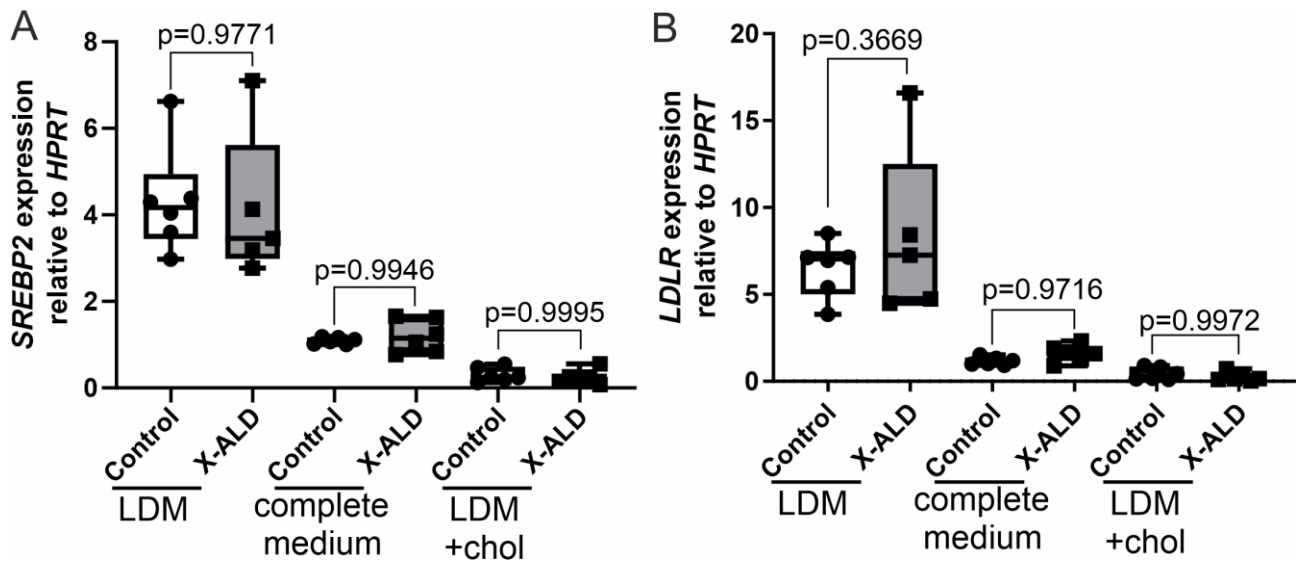 A
SREBP2 expression
relative to HPRT
8
6
4
2
0
p=0.9771
p=0.9946
p=0.9995
Control
X-ALD
Control
X-ALD
Control
X-ALD
LDM
complete
medium
LDM
+chol
B
LDLR expression
relative to HPRT
20
15
10
5
0
p=0.3669
p=0.9716
p=0.9972
Control
X-ALD
Control
X-ALD
Control
X-ALD
LDM
complete
medium
LDM
+chol